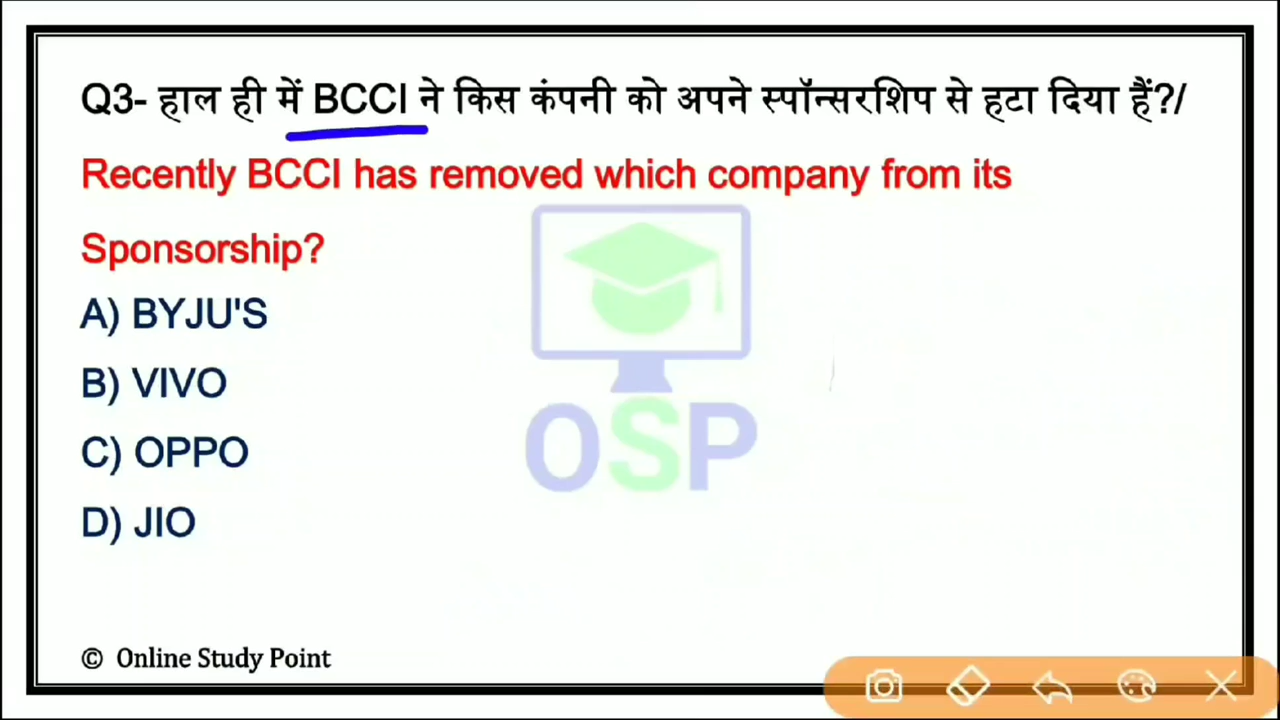 Q3- हाल ही में BCCI ने किस कंपनी को अपने स्पॉन्सरशिप से हटा दिया हैं?/
Recently BCCI has removed which company from its
Sponsorship?
A) BYJU'S
B) VIVO
C) OPPO
D) JIO
OSP
© Online Study Point